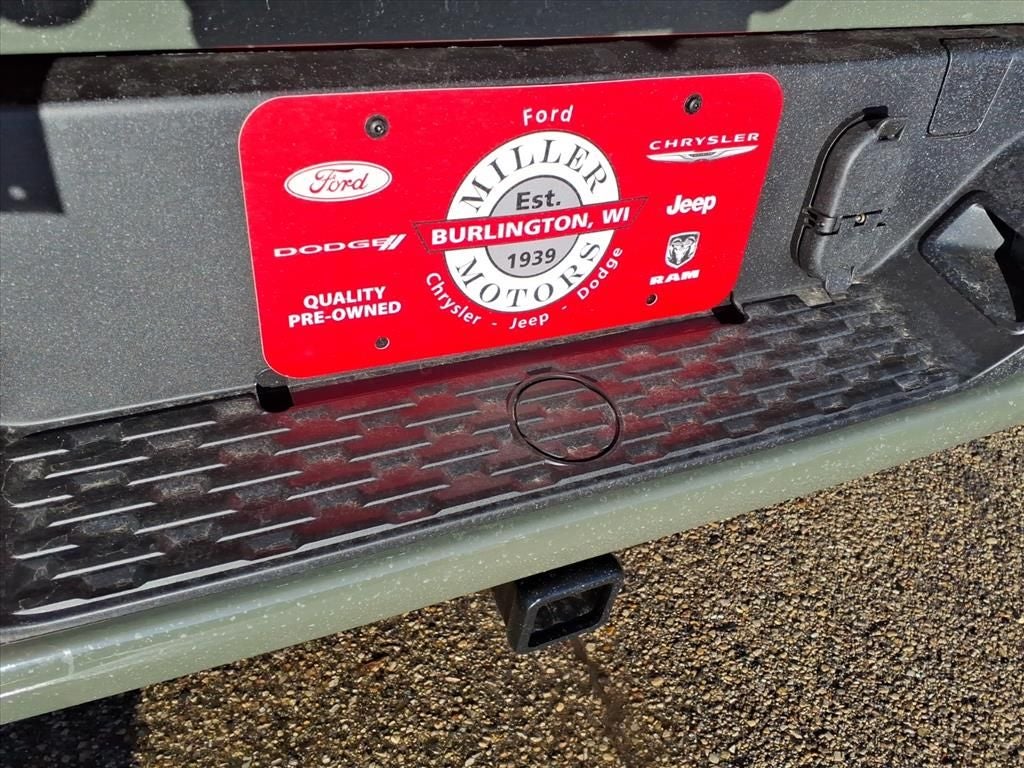 Ford
MILLER
MOTORS
Est.
BURLINGTON, WI
1939
Chrysler - Jeep - Dodge
Ford
DODGE
QUALITY
PRE-OWNED
CHRYSLER
Jeep
RAM